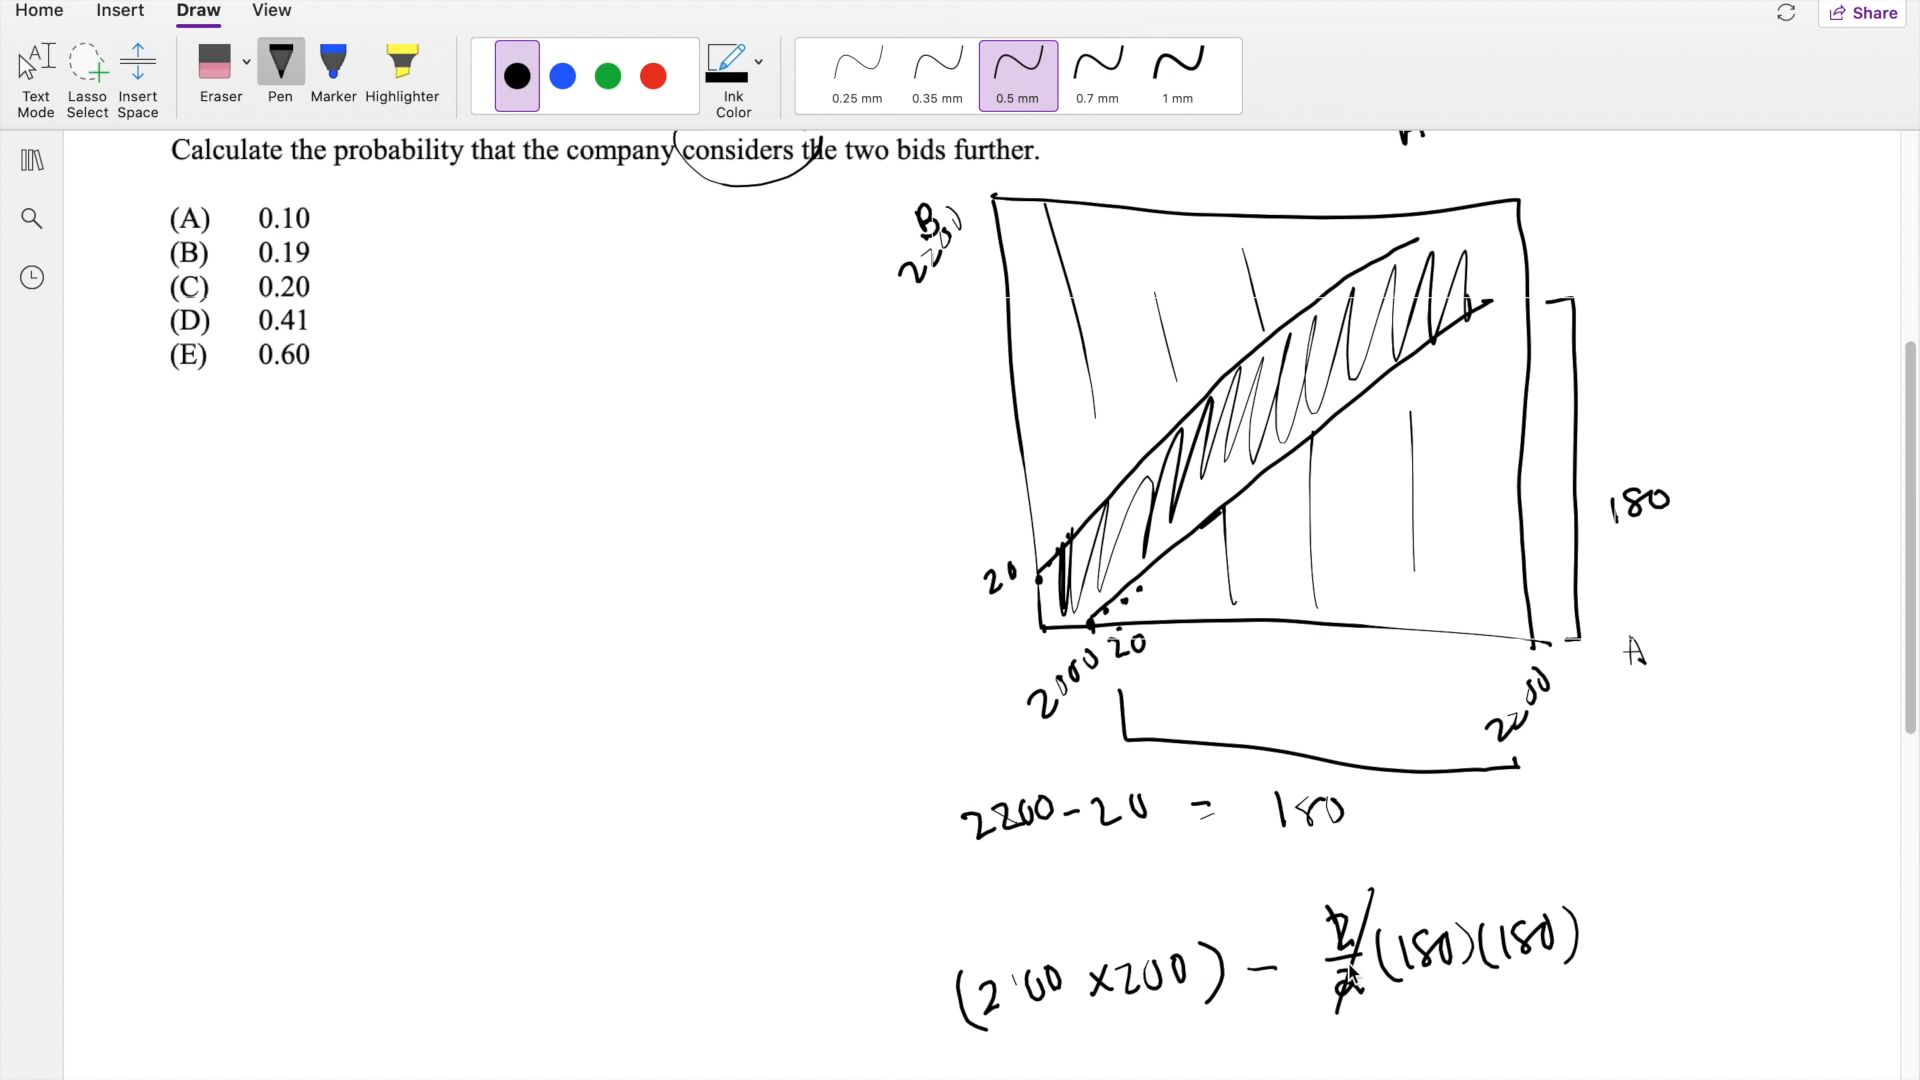 Home Insert Draw View
Share
Text Mode
Lasso Select
Insert Space
Eraser
Pen
Marker
Highlighter
Ink Color
0.25 mm
0.35 mm
0.5 mm
0.7 mm
1 mm
Calculate the probability that the company considers the two bids further.
(A) 0.10
(B) 0.19
(C) 0.20
(D) 0.41
(E) 0.60
B
2200
20
2000
20
2200
180
A
2200 - 20 = 180
(200 × 200) - 2/2 (180)(180)